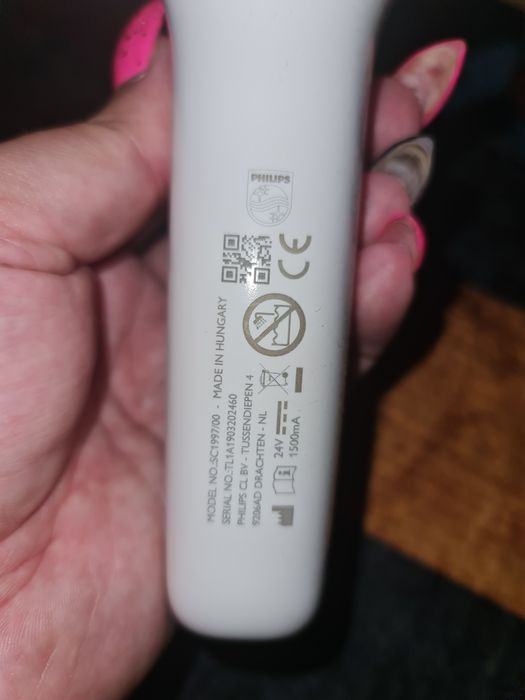 PHILIPS
CE
MODEL NO.:SC1997/00 - MADE IN HUNGARY
SERIAL NO.:TL1A1903202460
PHILIPS CL BV - TUSSENDIEPEN 4
9206AD DRACHTEN - NL
24V
1500mA